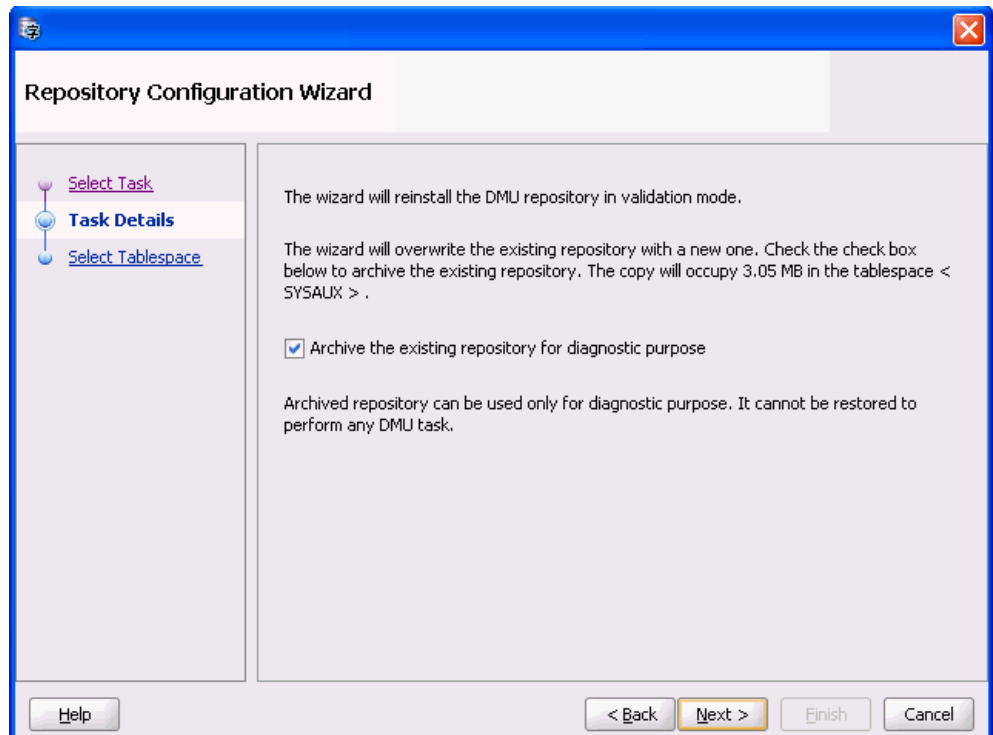 Repository Configuration Wizard
Select Task
Task Details
Select Tablespace
The wizard will reinstall the DMU repository in validation mode.
The wizard will overwrite the existing repository with a new one. Check the check box
below to archive the existing repository. The copy will occupy 3.05 MB in the tablespace <
SYSAUX > .
Archive the existing repository for diagnostic purpose
Archived repository can be used only for diagnostic purpose. It cannot be restored to
perform any DMU task.
Help
< Back
Next >
Finish
Cancel